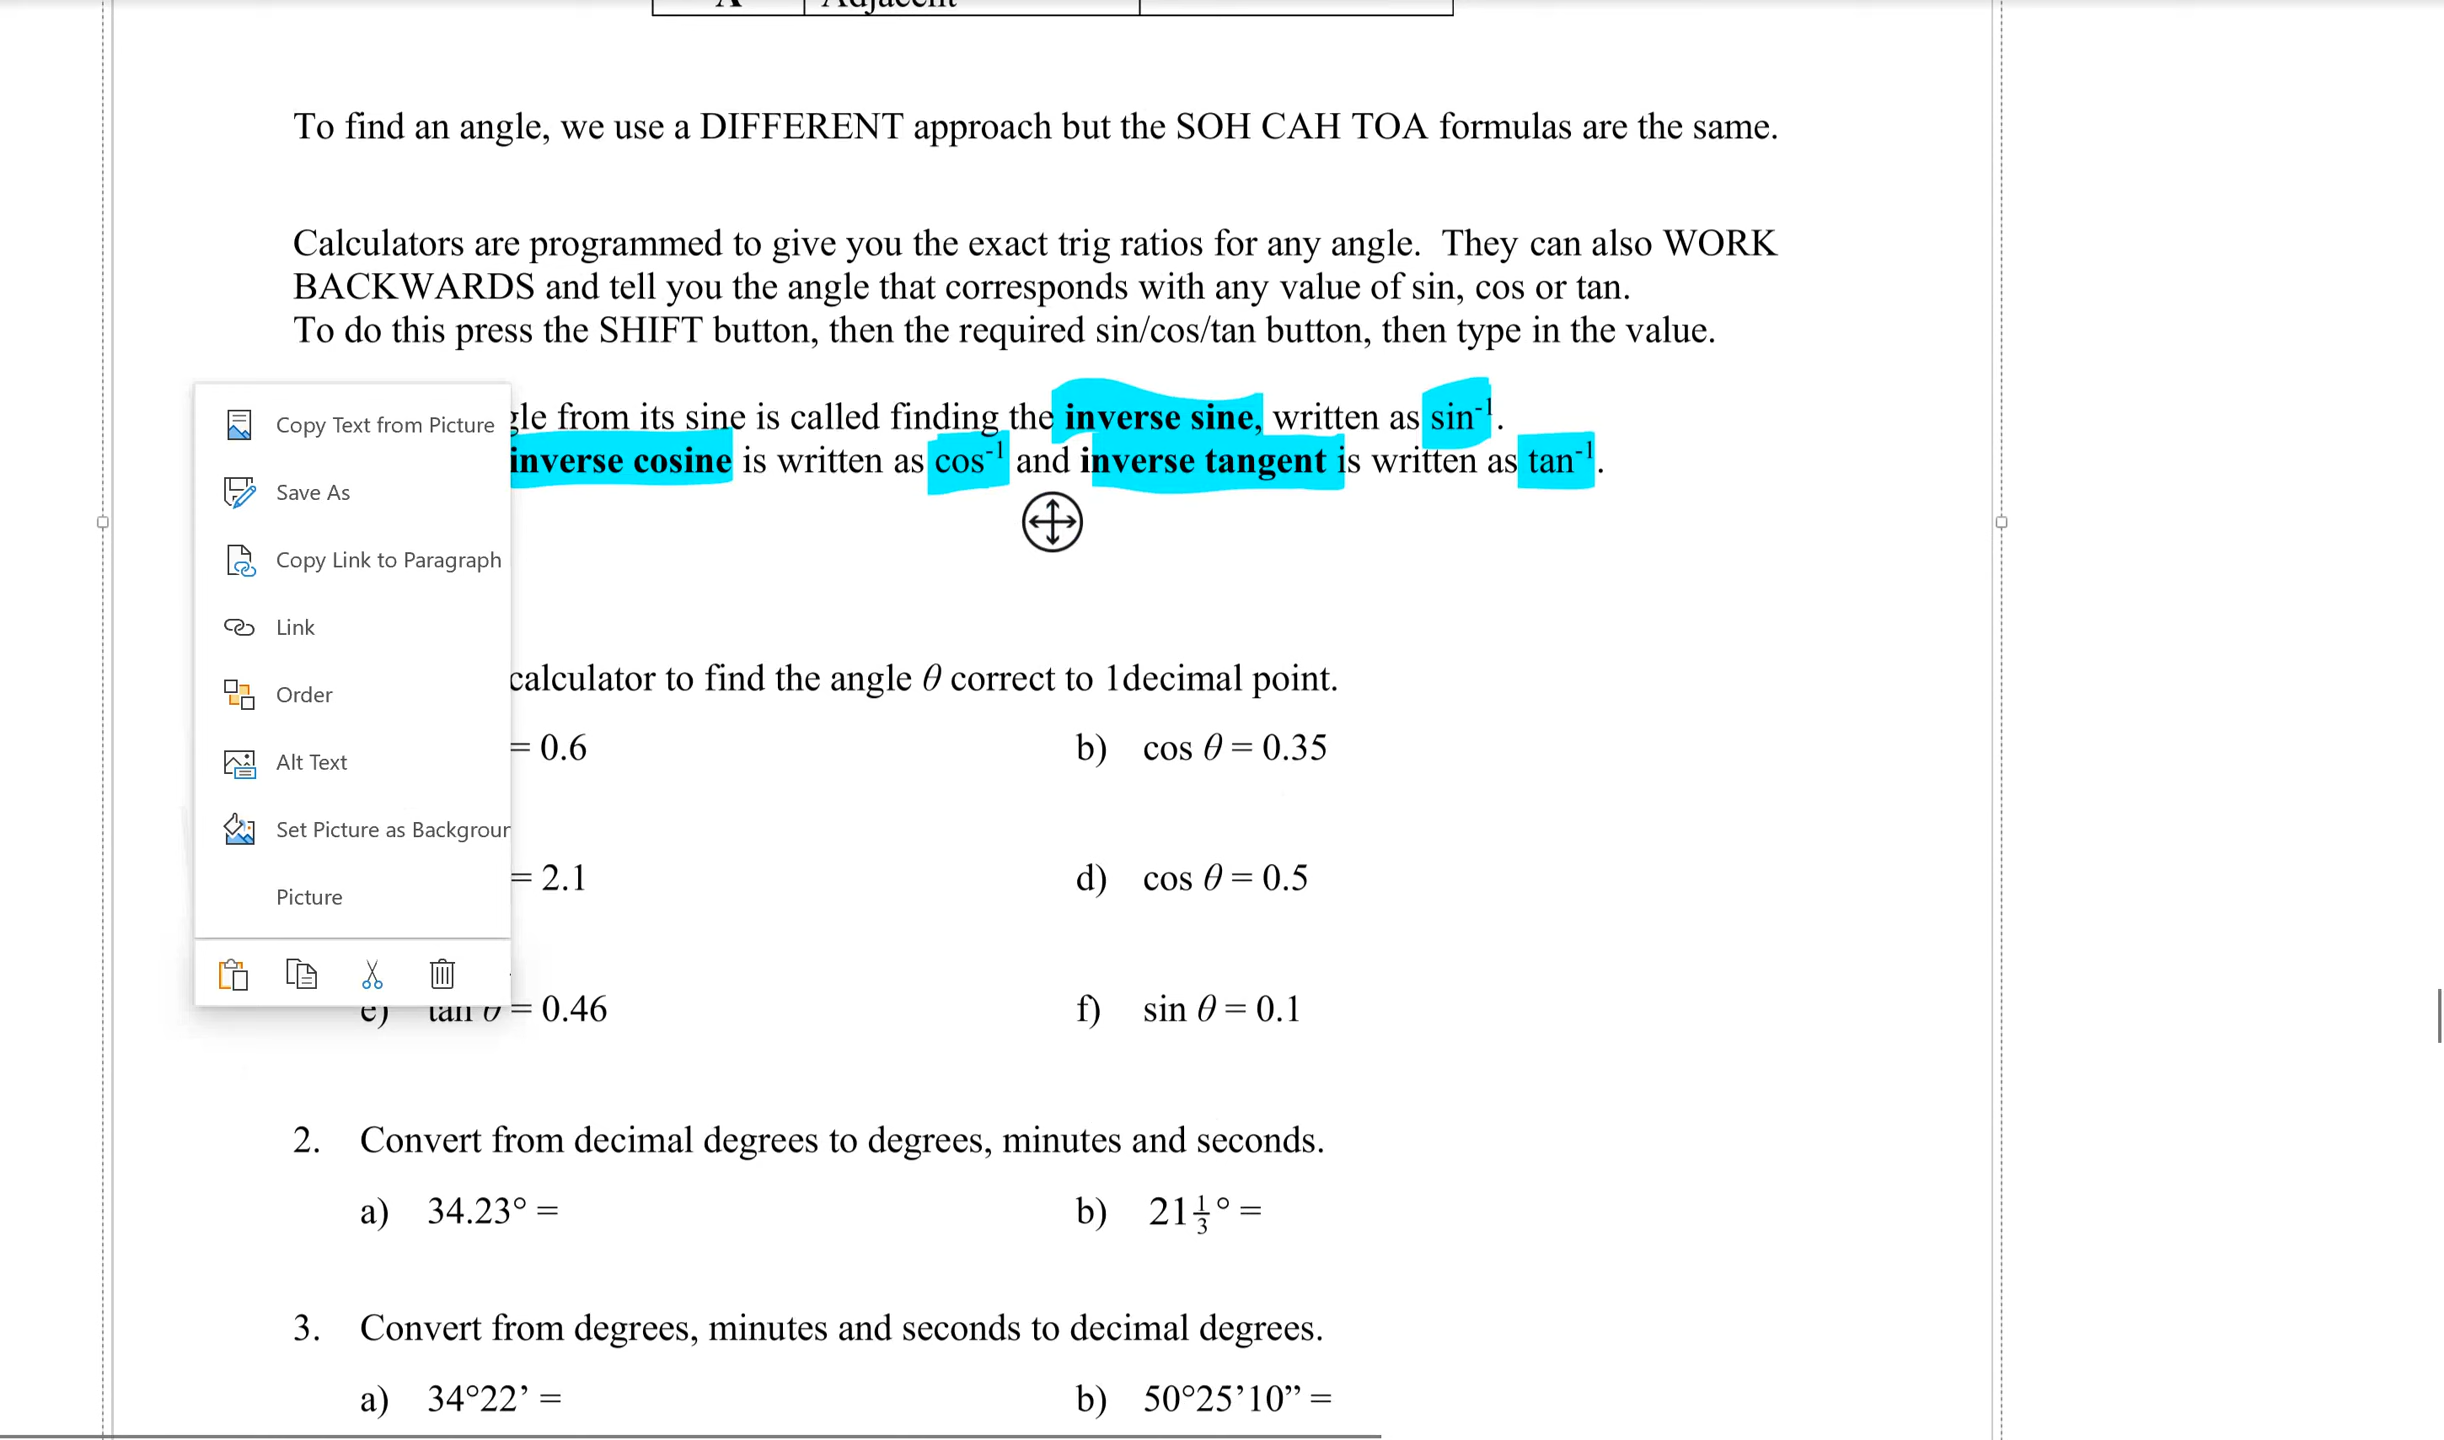 Adjacent
To find an angle, we use a DIFFERENT approach but the SOH CAH TOA formulas are the same.
Calculators are programmed to give you the exact trig ratios for any angle. They can also WORK
BACKWARDS and tell you the angle that corresponds with any value of sin, cos or tan.
To do this press the SHIFT button, then the required sin/cos/tan button, then type in the value.
gle from its sine is called finding the inverse sine, written as sin⁻¹.
inverse cosine is written as cos⁻¹ and inverse tangent is written as tan⁻¹.
Copy Text from Picture
Save As
Copy Link to Paragraph
Link
Order
Alt Text
Set Picture as Backgroun
Picture
calculator to find the angle θ correct to 1decimal point.
= 0.6 b) cos θ = 0.35
= 2.1 d) cos θ = 0.5
e) tan θ = 0.46 f) sin θ = 0.1
2. Convert from decimal degrees to degrees, minutes and seconds.
a) 34.23° = b) 21⅓° =
3. Convert from degrees, minutes and seconds to decimal degrees.
a) 34°22’ = b) 50°25’10” =